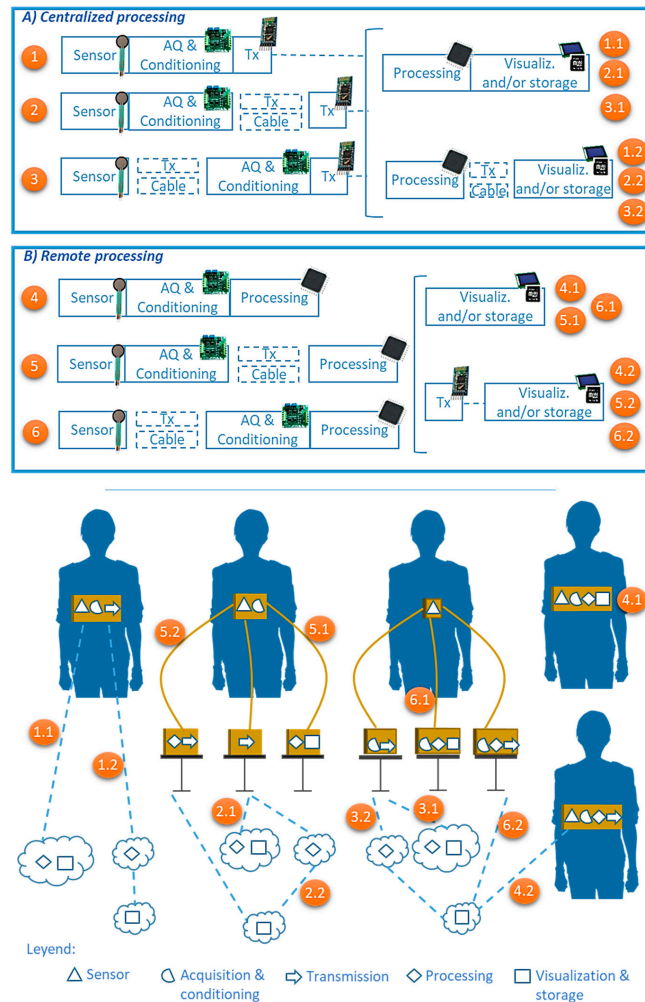 A) Centralized processing
1
Sensor
AQ &
Conditioning
Tx
2
Sensor
AQ &
Conditioning
Tx
Cable
Tx
3
Sensor
Tx
Cable
AQ &
Conditioning
Tx
Processing
Visualiz.
and/or storage
1.1
2.1
3.1
Processing
Tx
Cable
Visualiz.
and/or storage
1.2
2.2
3.2
B) Remote processing
4
Sensor
AQ &
Conditioning
Processing
5
Sensor
AQ &
Conditioning
Tx
Cable
Processing
6
Sensor
Tx
Cable
AQ &
Conditioning
Processing
Visualiz.
and/or storage
4.1
5.1
6.1
Tx
Visualiz.
and/or storage
4.2
5.2
6.2
4.1
5.2
5.1
6.1
1.1
1.2
2.1
2.2
3.2
3.1
6.2
4.2
Leyend:
Sensor
Acquisition &
conditioning
Transmission
Processing
Visualization &
storage